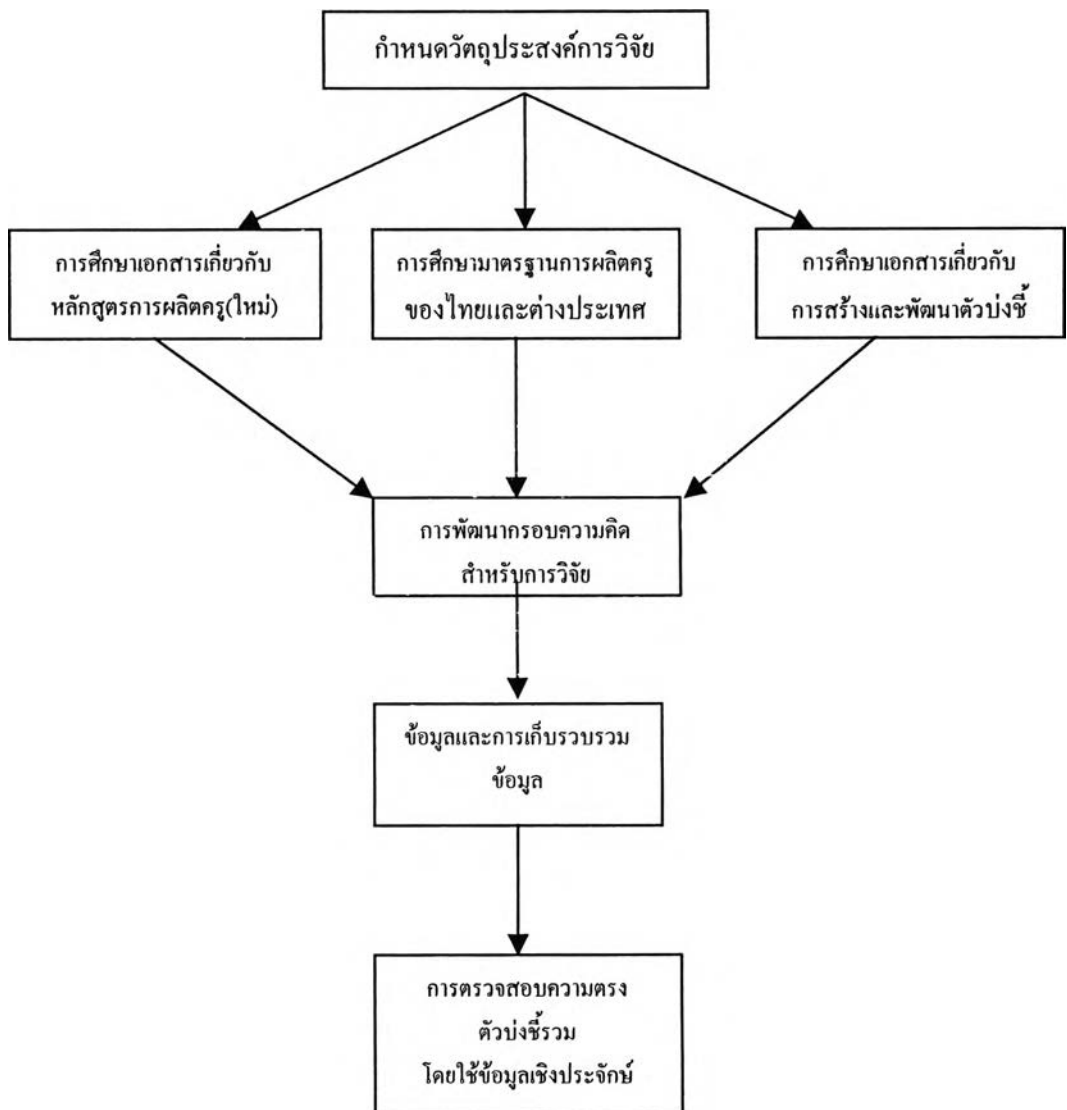 กำหนดวัตถุประสงค์การวิจัย
การศึกษาเอกสารเกี่ยวกับ
หลักสูตรการผลิตครู(ใหม่)
การศึกษามาตรฐานการผลิตครู
ของไทยและต่างประเทศ
การศึกษาเอกสารเกี่ยวกับ
การสร้างและพัฒนาตัวบ่งชี้
การพัฒนากรอบความคิด
สำหรับการวิจัย
ข้อมูลและการเก็บรวบรวม
ข้อมูล
การตรวจสอบความตรง
ตัวบ่งชี้รวม
โดยใช้ข้อมูลเชิงประจักษ์